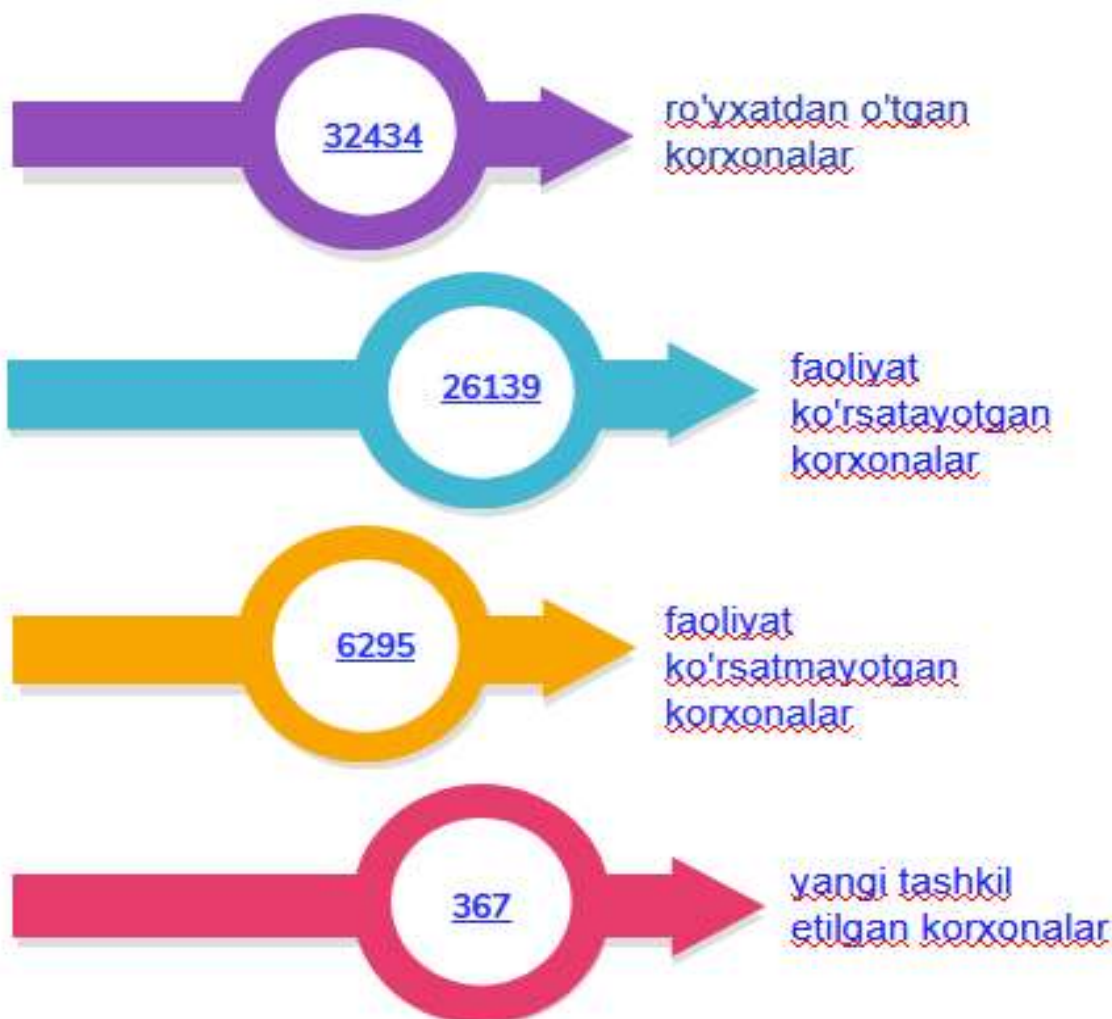 32434
ro'yxatdan o'tgan
korxonalar
26139
faoliyat
ko'rsatayotgan
korxonalar
6295
faoliyat
ko'rsatmayotgan
korxonalar
367
yangi tashkil
etilgan korxonalar